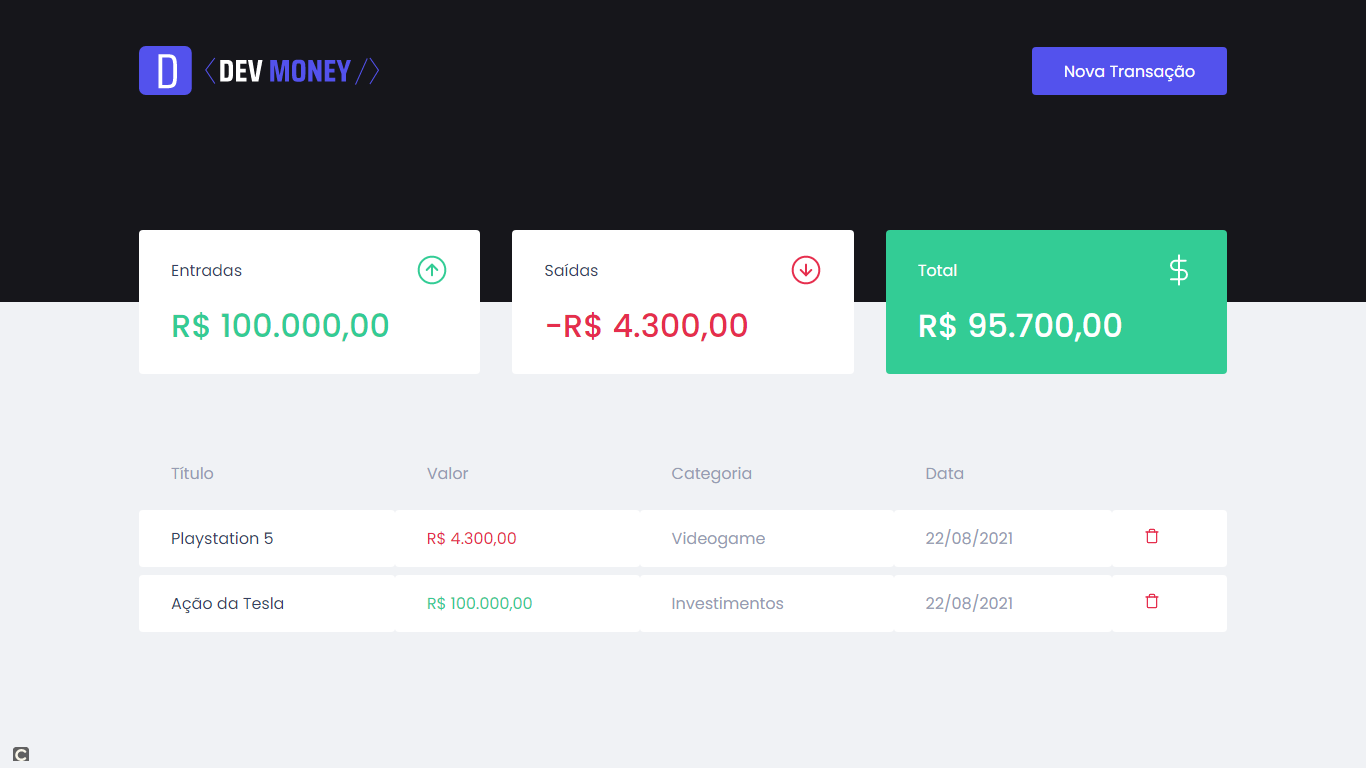 D <DEV MONEY/>
Nova Transação
Entradas
R$ 100.000,00
Saídas
-R$ 4.300,00
Total
$
R$ 95.700,00
Título Valor Categoria Data
Playstation 5 R$ 4.300,00 Videogame 22/08/2021
Ação da Tesla R$ 100.000,00 Investimentos 22/08/2021
C